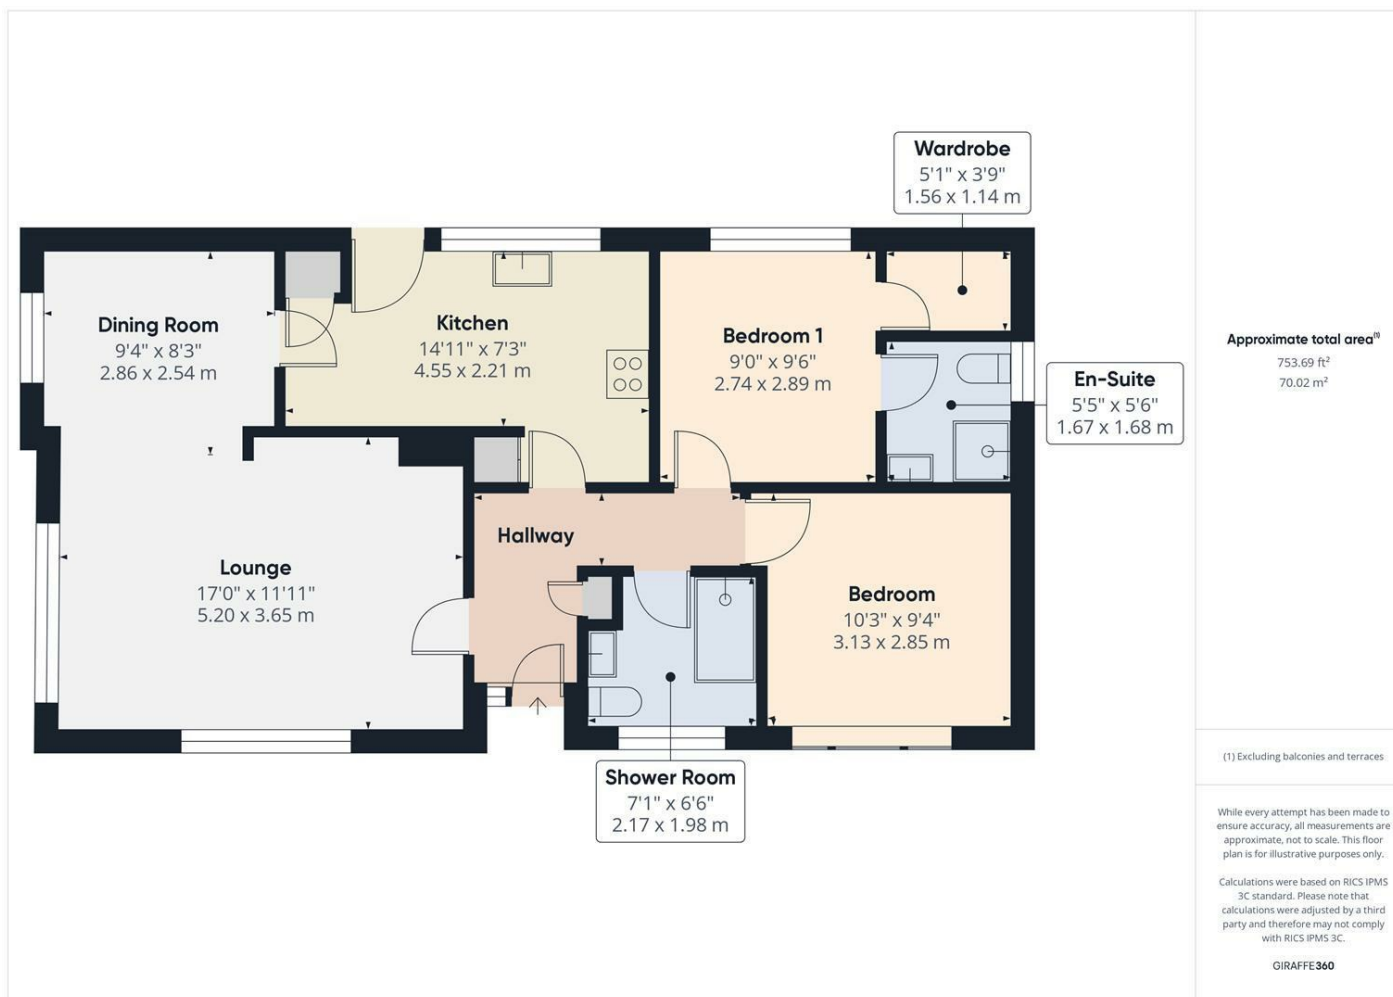 Wardrobe
5'1" x 3'9"
1.56 x 1.14 m
Dining Room
9'4" x 8'3"
2.86 x 2.54 m
Kitchen
14'11" x 7'3"
4.55 x 2.21 m
Bedroom 1
9'0" x 9'6"
2.74 x 2.89 m
En-Suite
5'5" x 5'6"
1.67 x 1.68 m
Hallway
Lounge
17'0" x 11'11"
5.20 x 3.65 m
Bedroom
10'3" x 9'4"
3.13 x 2.85 m
Shower Room
7'1" x 6'6"
2.17 x 1.98 m
Approximate total area⁽¹⁾
753.69 ft²
70.02 m²
(1) Excluding balconies and terraces
While every attempt has been made to
ensure accuracy, all measurements are
approximate, not to scale. This floor
plan is for illustrative purposes only.
Calculations were based on RICS IPMS
3C standard. Please note that
calculations were adjusted by a third
party and therefore may not comply
with RICS IPMS 3C.
GIRAFFE360